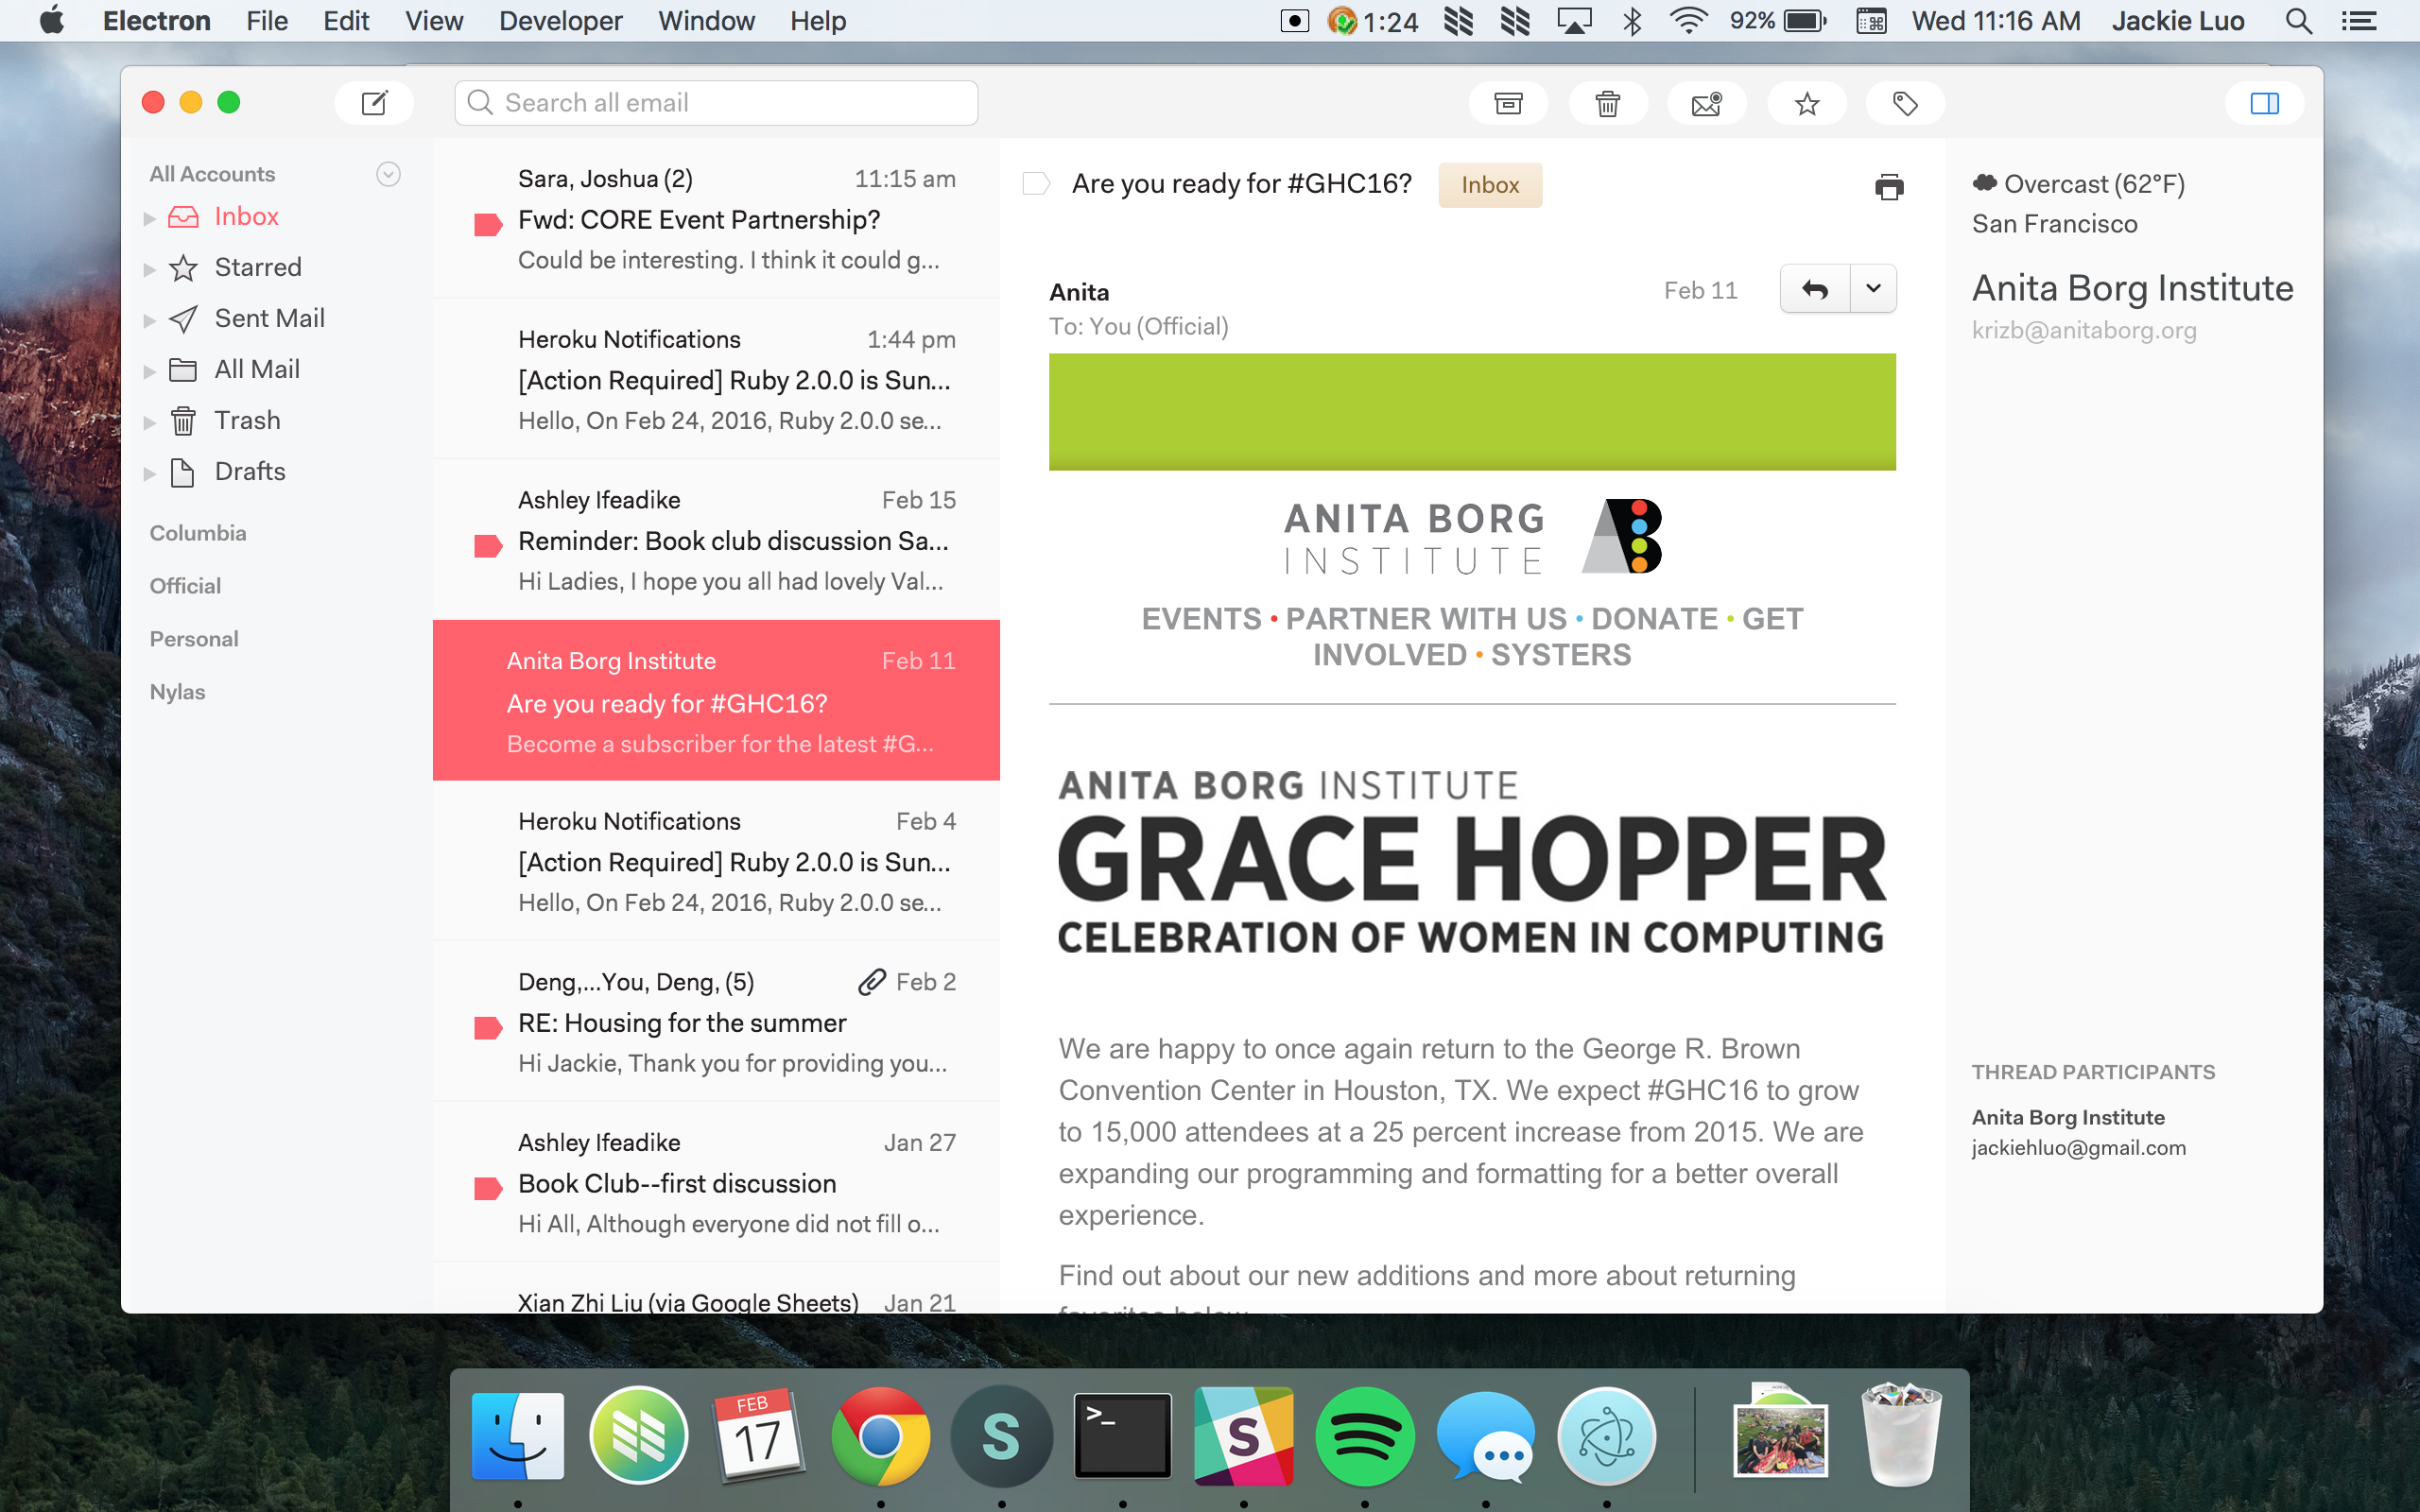 Electron File Edit View Developer Window Help 1:24 92% Wed 11:16 AM Jackie Luo
Search all email
All Accounts
Inbox
Starred
Sent Mail
All Mail
Trash
Drafts
Columbia
Official
Personal
Nylas
Sara, Joshua (2) 11:15 am
Fwd: CORE Event Partnership?
Could be interesting. I think it could g...
Heroku Notifications 1:44 pm
[Action Required] Ruby 2.0.0 is Sun...
Hello, On Feb 24, 2016, Ruby 2.0.0 se...
Ashley Ifeadike Feb 15
Reminder: Book club discussion Sa...
Hi Ladies, I hope you all had lovely Val...
Anita Borg Institute Feb 11
Are you ready for #GHC16?
Become a subscriber for the latest #G...
Heroku Notifications Feb 4
[Action Required] Ruby 2.0.0 is Sun...
Hello, On Feb 24, 2016, Ruby 2.0.0 se...
Deng,...You, Deng, (5) Feb 2
RE: Housing for the summer
Hi Jackie, Thank you for providing you...
Ashley Ifeadike Jan 27
Book Club--first discussion
Hi All, Although everyone did not fill o...
Xian Zhi Liu (via Google Sheets) Jan 21
Are you ready for #GHC16? Inbox
Anita Feb 11
To: You (Official)
ANITA BORG
INSTITUTE
AB
EVENTS • PARTNER WITH US • DONATE • GET
INVOLVED • SYSTERS
ANITA BORG INSTITUTE
GRACE HOPPER
CELEBRATION OF WOMEN IN COMPUTING
We are happy to once again return to the George R. Brown
Convention Center in Houston, TX. We expect #GHC16 to grow
to 15,000 attendees at a 25 percent increase from 2015. We are
expanding our programming and formatting for a better overall
experience.
Find out about our new additions and more about returning
favorites below
Overcast (62°F)
San Francisco
Anita Borg Institute
krizb@anitaborg.org
THREAD PARTICIPANTS
Anita Borg Institute
jackiehluo@gmail.com
FEB
17
S
>_
S